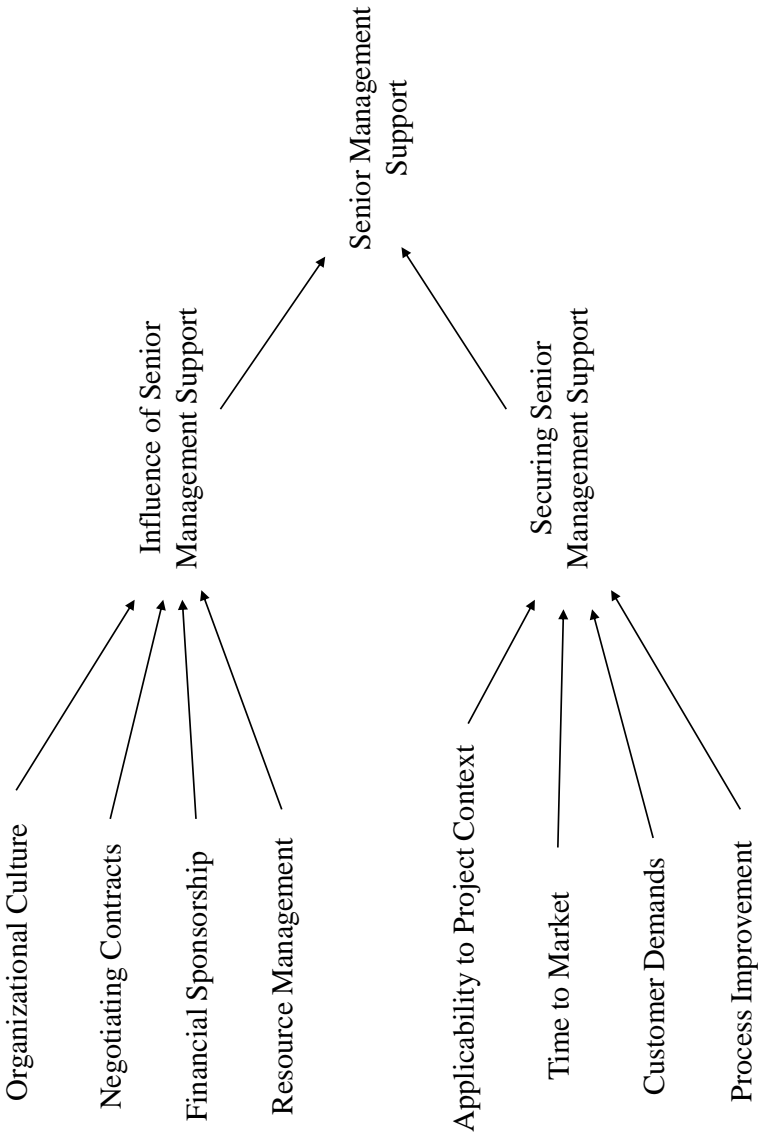 Organizational Culture
Negotiating Contracts
Financial Sponsorship
Resource Management
Applicability to Project Context
Time to Market
Customer Demands
Process Improvement
Influence of Senior
Management Support
Securing Senior
Management Support
Senior Management
Support